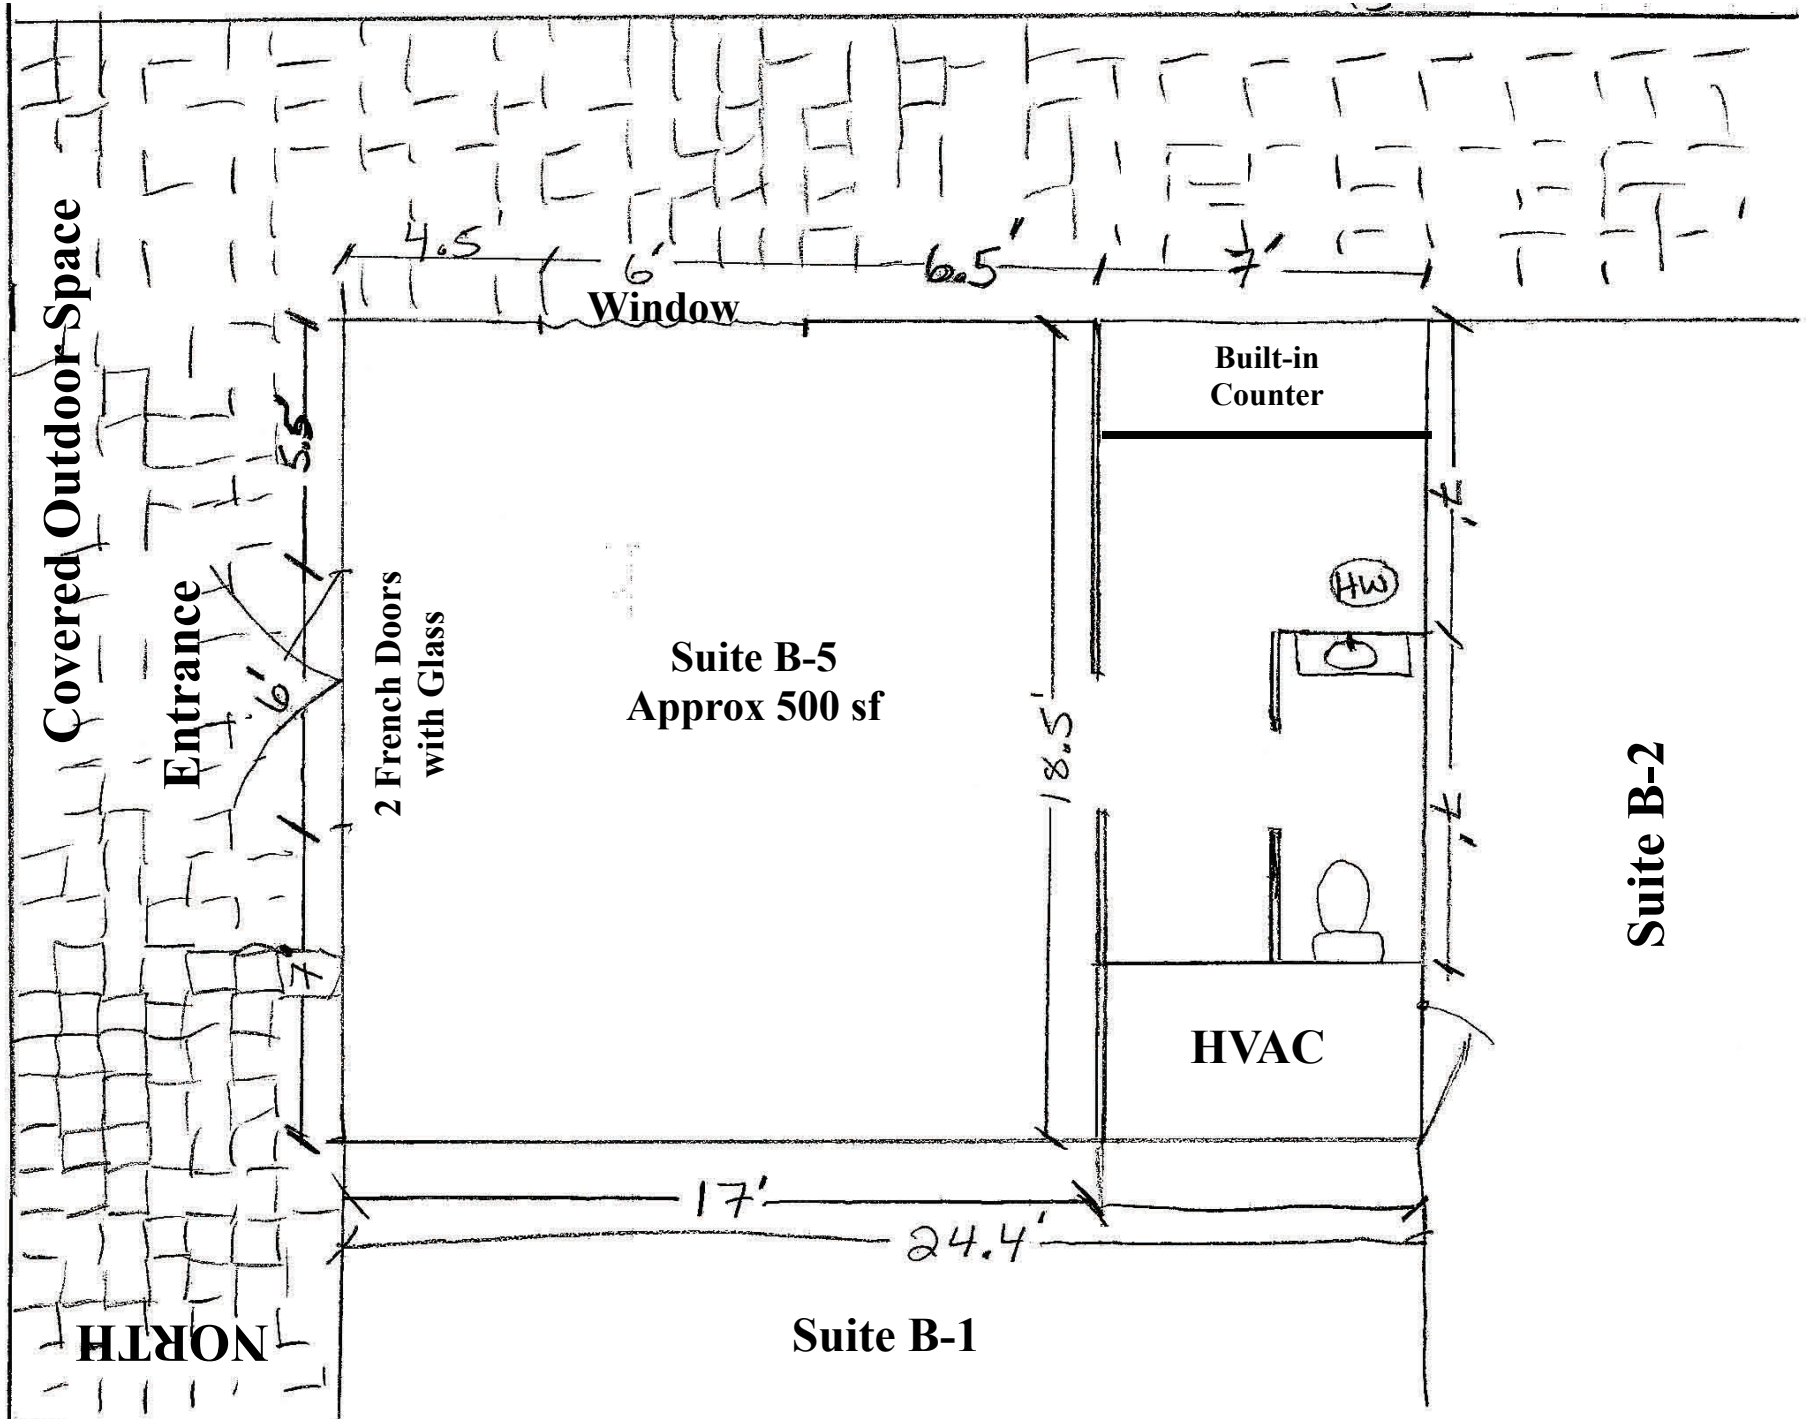 4.5'
6'
6.5'
7'
Window
Built-in
Counter
Covered Outdoor Space
5.5'
7'
HW
Entrance
6'
2 French Doors
with Glass
Suite B-5
Approx 500 sf
18.5'
7'
Suite B-2
7'
HVAC
17'
24.4'
NORTH
Suite B-1